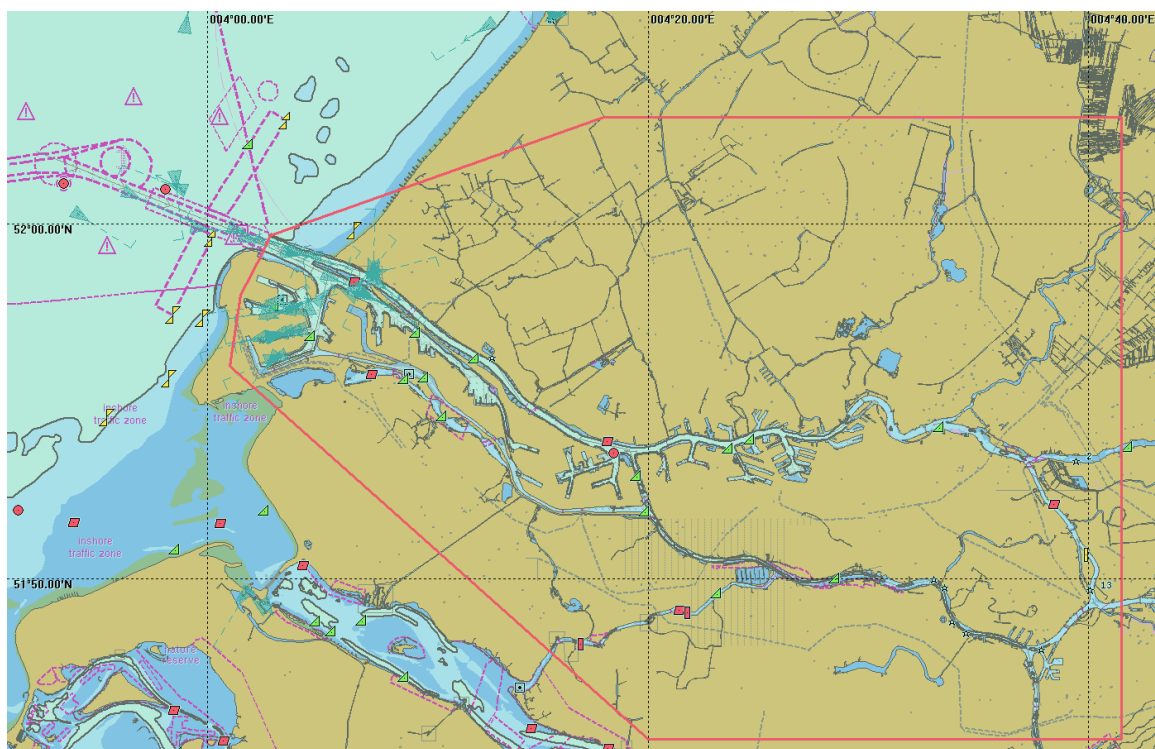 004°00.00'E
004°20.00'E
004°40.00'E
52°00.00'N
inshore
traffic zone
inshore
traffic zone
inshore
traffic zone
51°50.00'N
13
nature
reserve